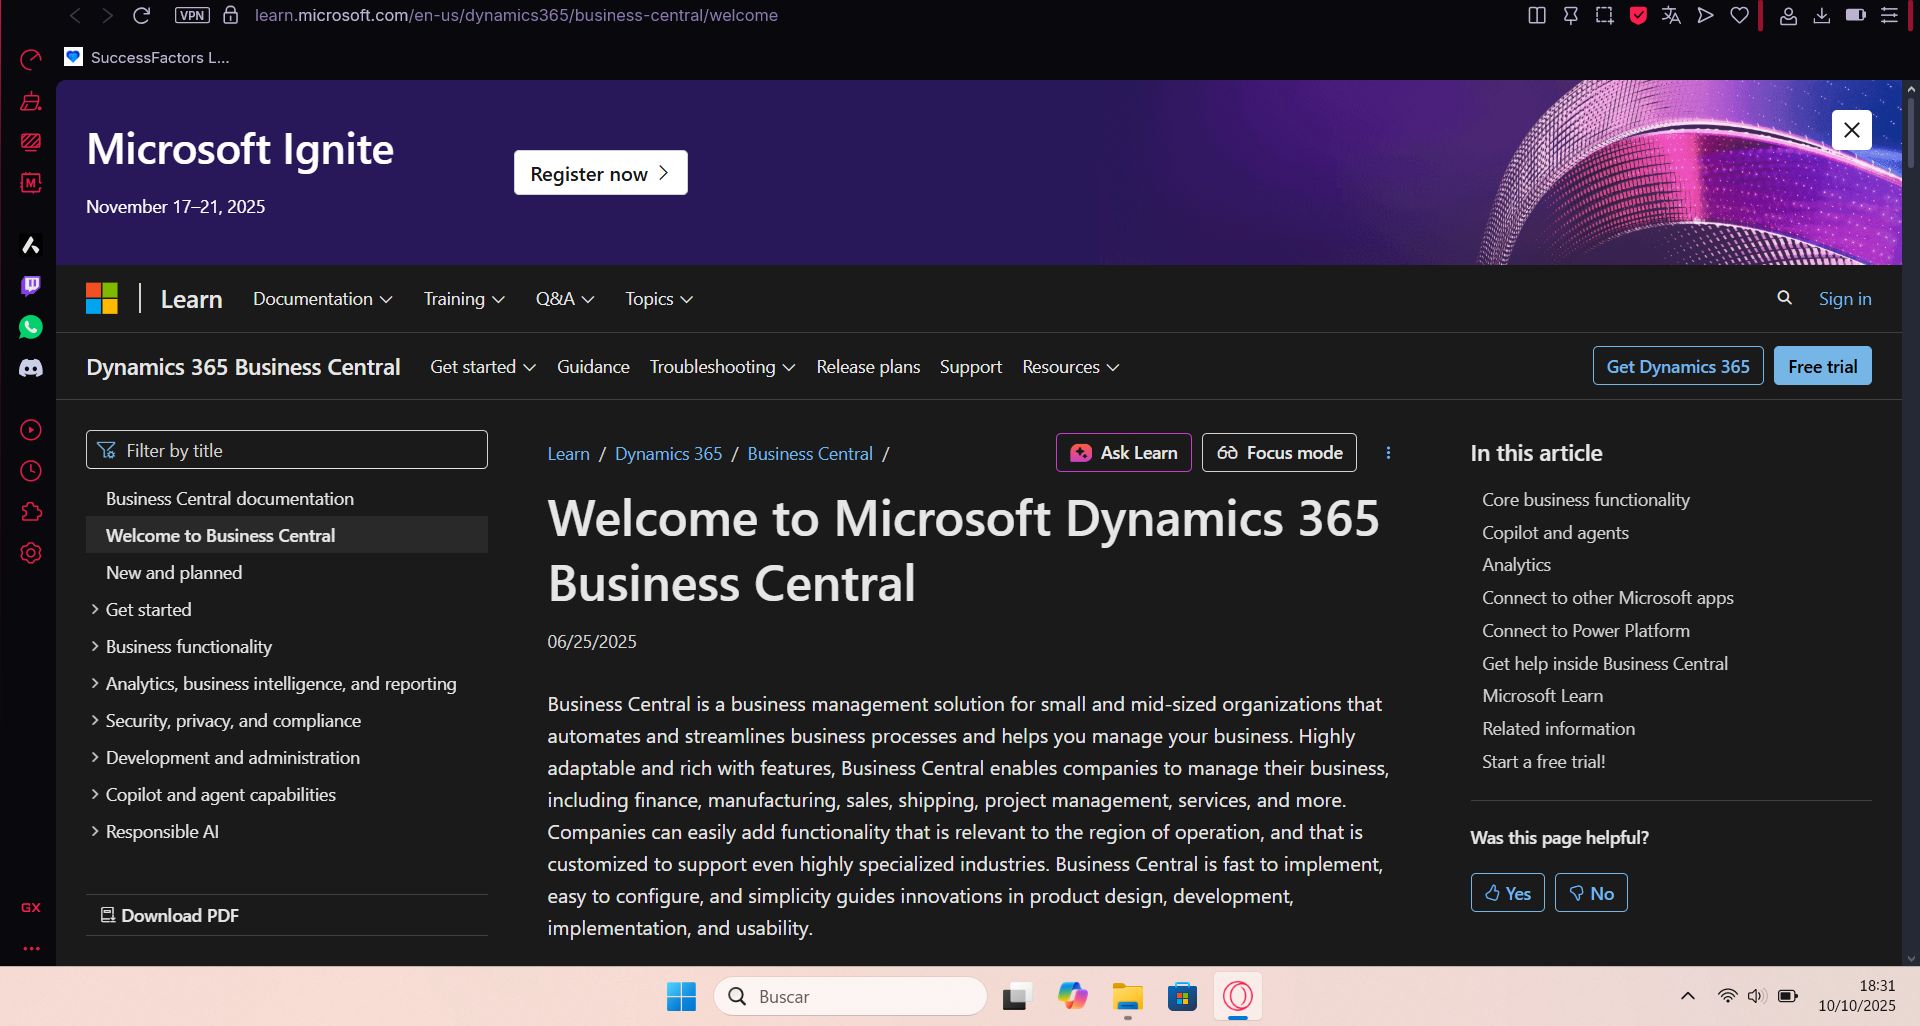 VPN
learn.microsoft.com/en-us/dynamics365/business-central/welcome
SuccessFactors L...
Microsoft Ignite
November 17–21, 2025
Register now
Learn
Documentation
Training
Q&A
Topics
Sign in
Dynamics 365 Business Central
Get started
Guidance
Troubleshooting
Release plans
Support
Resources
Get Dynamics 365
Free trial
Filter by title
Business Central documentation
Welcome to Business Central
New and planned
Get started
Business functionality
Analytics, business intelligence, and reporting
Security, privacy, and compliance
Development and administration
Copilot and agent capabilities
Responsible AI
Download PDF
Learn / Dynamics 365 / Business Central /
Ask Learn
Focus mode
Welcome to Microsoft Dynamics 365
Business Central
06/25/2025
Business Central is a business management solution for small and mid-sized organizations that
automates and streamlines business processes and helps you manage your business. Highly
adaptable and rich with features, Business Central enables companies to manage their business,
including finance, manufacturing, sales, shipping, project management, services, and more.
Companies can easily add functionality that is relevant to the region of operation, and that is
customized to support even highly specialized industries. Business Central is fast to implement,
easy to configure, and simplicity guides innovations in product design, development,
implementation, and usability.
In this article
Core business functionality
Copilot and agents
Analytics
Connect to other Microsoft apps
Connect to Power Platform
Get help inside Business Central
Microsoft Learn
Related information
Start a free trial!
Was this page helpful?
Yes
No
M
GX
Buscar
18:31
10/10/2025